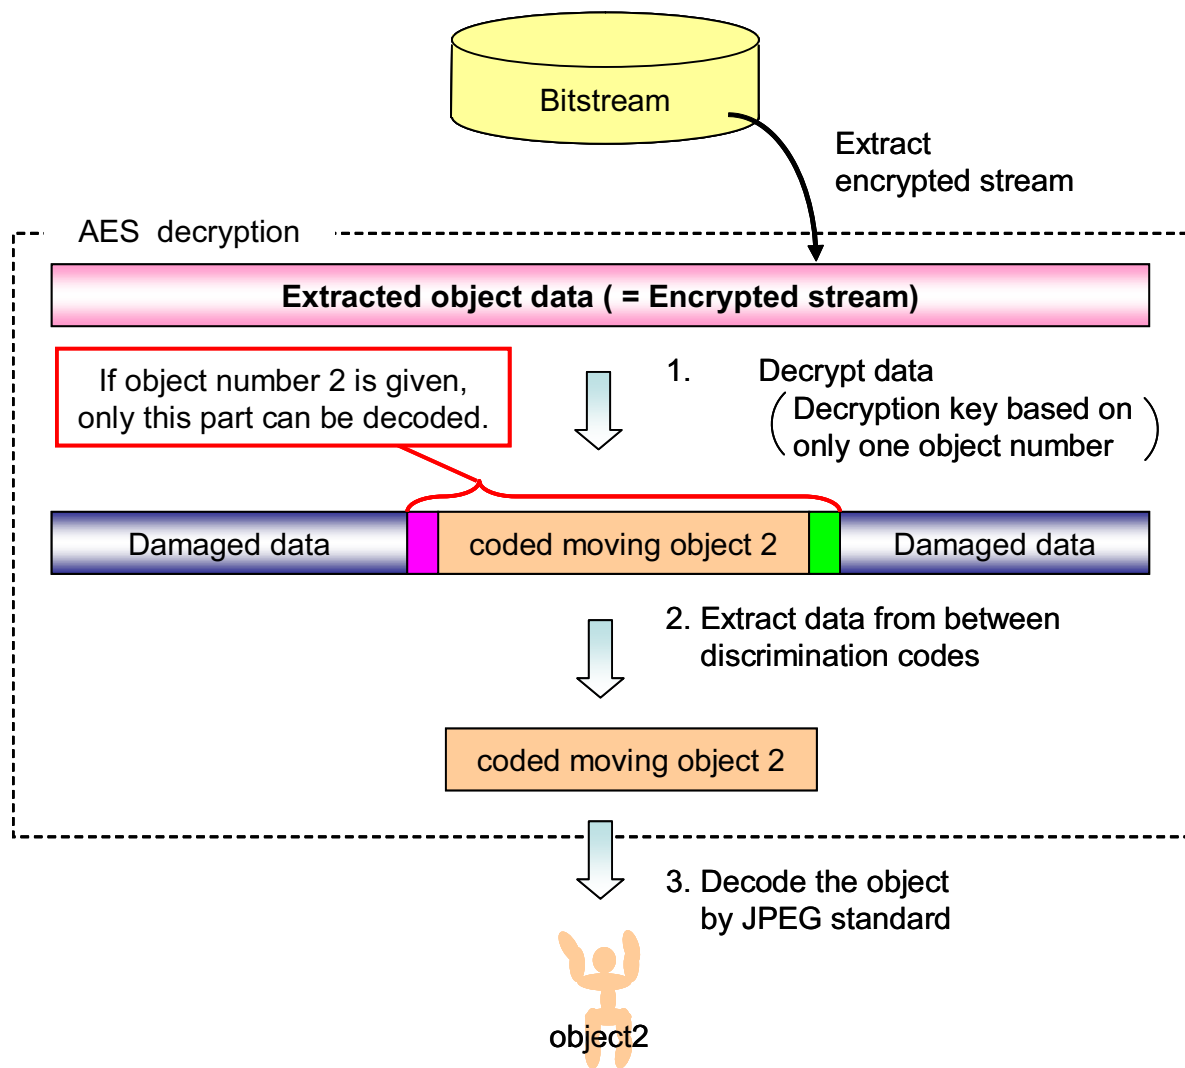 Bitstream
Extract
encrypted stream
AES decryption
Extracted object data ( = Encrypted stream)
If object number 2 is given,
only this part can be decoded.
1. Decrypt data
(Decryption key based on
only one object number)
Damaged data
coded moving object 2
Damaged data
2. Extract data from between
discrimination codes
coded moving object 2
3. Decode the object
by JPEG standard
object2